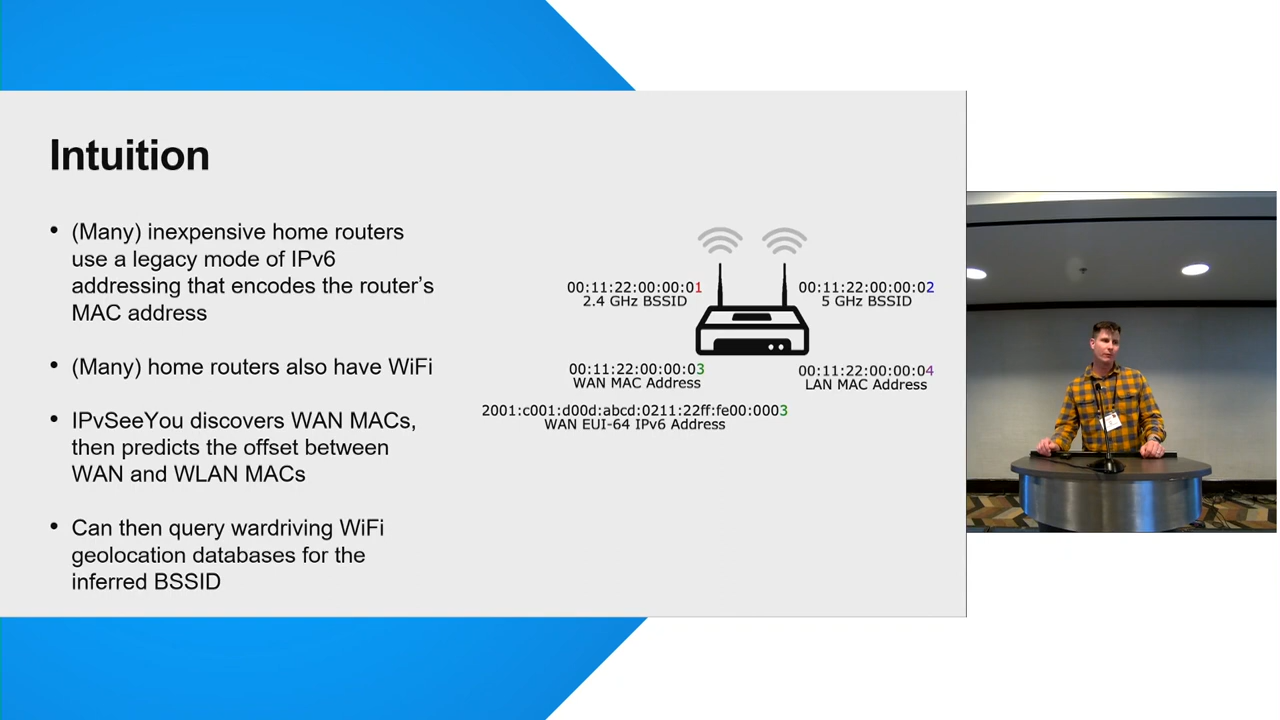 Intuition
• (Many) inexpensive home routers
use a legacy mode of IPv6
addressing that encodes the router’s
MAC address
• (Many) home routers also have WiFi
• IPvSeeYou discovers WAN MACs,
then predicts the offset between
WAN and WLAN MACs
• Can then query wardriving WiFi
geolocation databases for the
inferred BSSID
00:11:22:00:00:01
2.4 GHz BSSID
00:11:22:00:00:02
5 GHz BSSID
00:11:22:00:00:03
WAN MAC Address
00:11:22:00:00:04
LAN MAC Address
2001:c001:d00d:abcd:0211:22ff:fe00:0003
WAN EUI-64 IPv6 Address